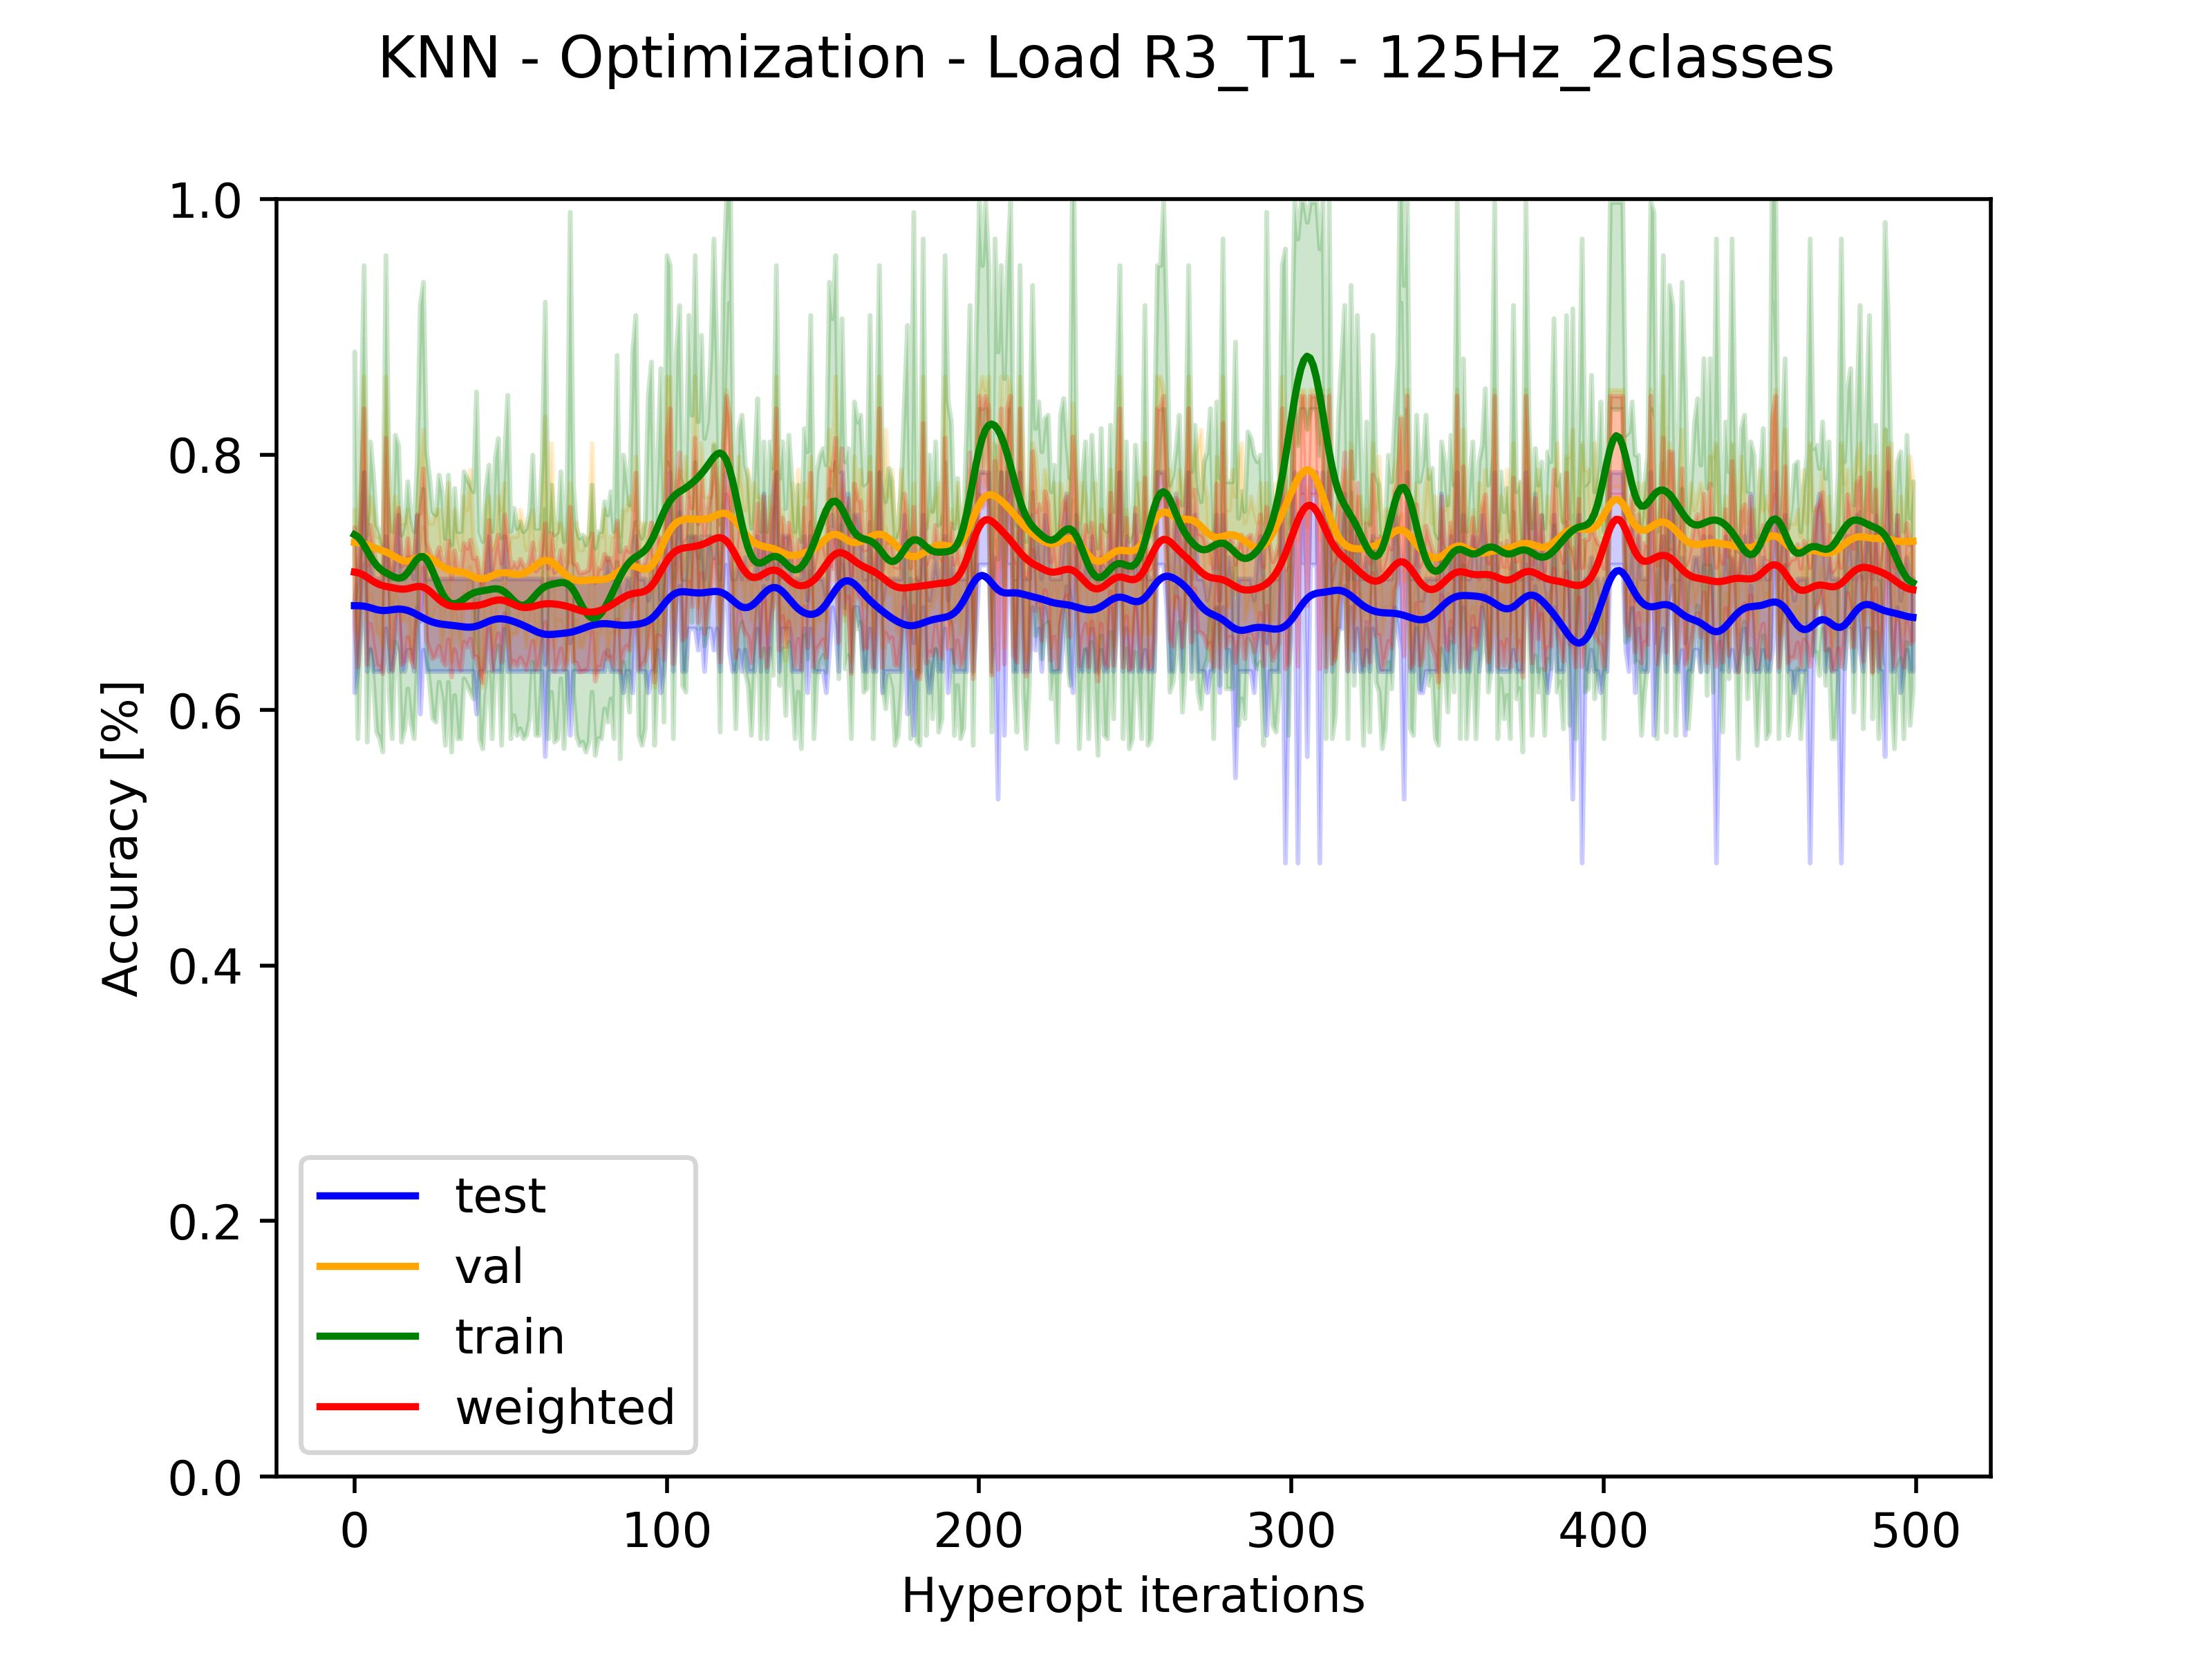 KNN - Optimization - Load R3_T1 - 125Hz_2classes
1.0
0.8
0.6
0.4
0.2
0.0
Accuracy [%]
test
val
train
weighted
0 100 200 300 400 500
Hyperopt iterations